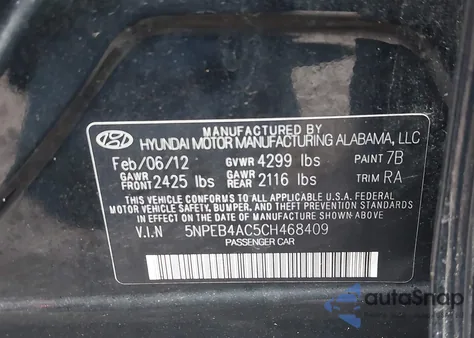 MANUFACTURED BY
HYUNDAI MOTOR MANUFACTURING ALABAMA, LLC
Feb/06/12 GVWR 4299 lbs PAINT 7B
GAWR FRONT 2425 lbs GAWR REAR 2116 lbs TRIM RA
THIS VEHICLE CONFORMS TO ALL APPLICABLE U.S.A. FEDERAL
MOTOR VEHICLE SAFETY, BUMPER, AND THEFT PREVENTION STANDARDS
IN EFFECT ON THE DATE OF MANUFACTURE SHOWN ABOVE.
V.I.N 5NPEB4AC5CH468409
PASSENGER CAR
autoSnap